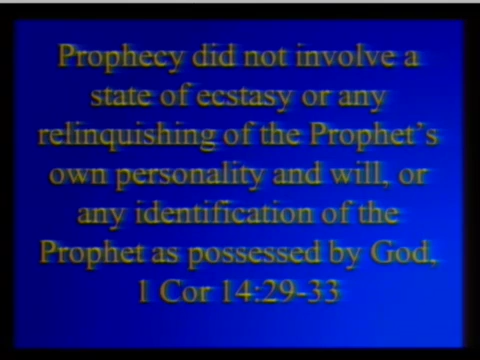 Prophecy did not involve a
state of ecstasy or any
relinquishing of the Prophet's
own personality and will, or
any identification of the
Prophet as possessed by God,
1 Cor 14:29-33